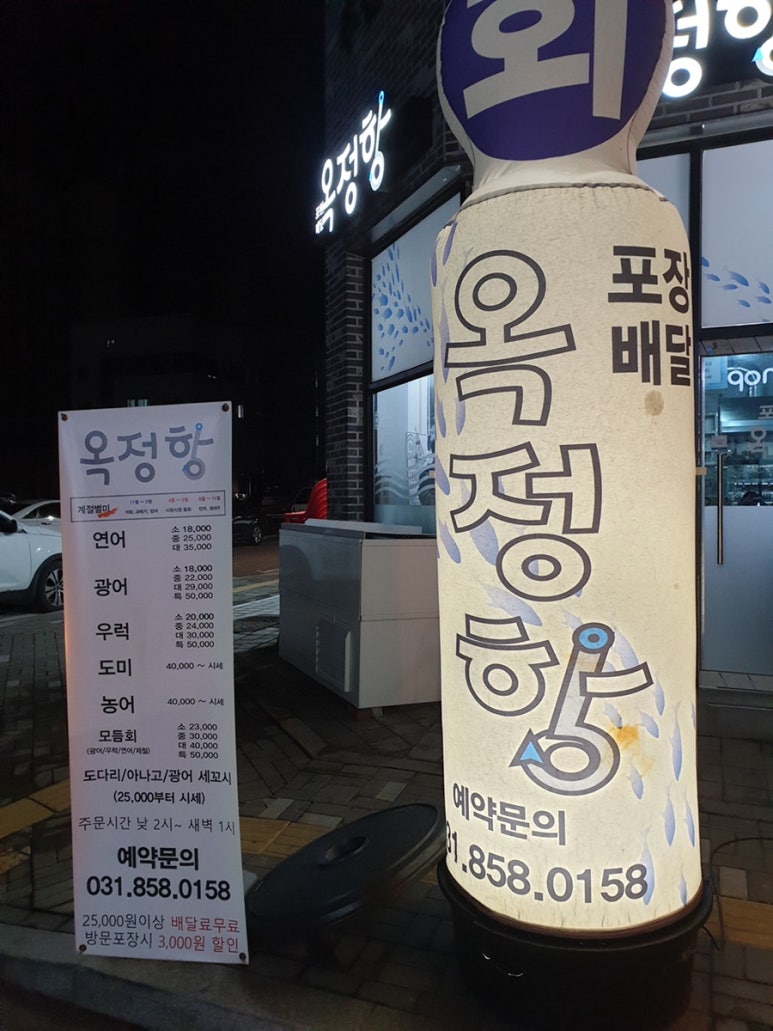 회
옥정항
포장
배달
옥정항
예약문의
031.858.0158
옥정항
계절별미
11월 ~ 2월
연어
소 18,000
중 25,000
대 35,000
광어
소 18,000
중 22,000
대 29,000
특 50,000
우럭
소 20,000
중 24,000
대 30,000
특 50,000
도미 40,000 ~ 시세
농어 40,000 ~ 시세
모듬회
(광어/우럭/연어/제철)
소 23,000
중 30,000
대 40,000
특 50,000
도다리/아나고/광어 세꼬시
(25,000부터 시세)
주문시간 낮 2시~ 새벽 1시
예약문의
031.858.0158
25,000원이상 배달료무료
방문포장시 3,000원 할인